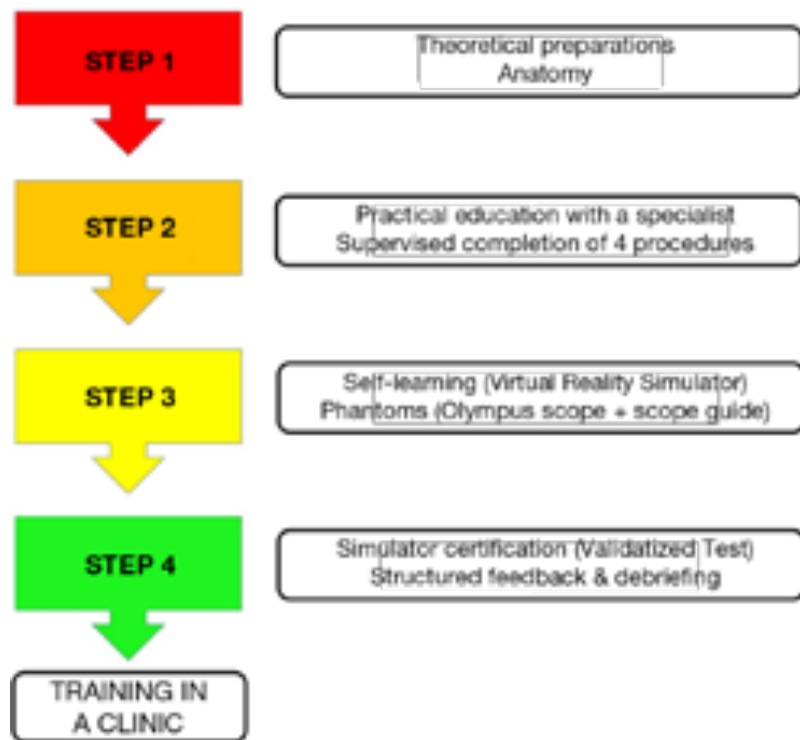 STEP 1
Theoretical preparations
Anatomy
STEP 2
Practical education with a specialist
Supervised completion of 4 procedures
STEP 3
Self-learning (Virtual Reality Simulator)
Phantoms (Olympus scope + scope guide)
STEP 4
Simulator certification (Validatized Test)
Structured feedback & debriefing
TRAINING IN
A CLINIC